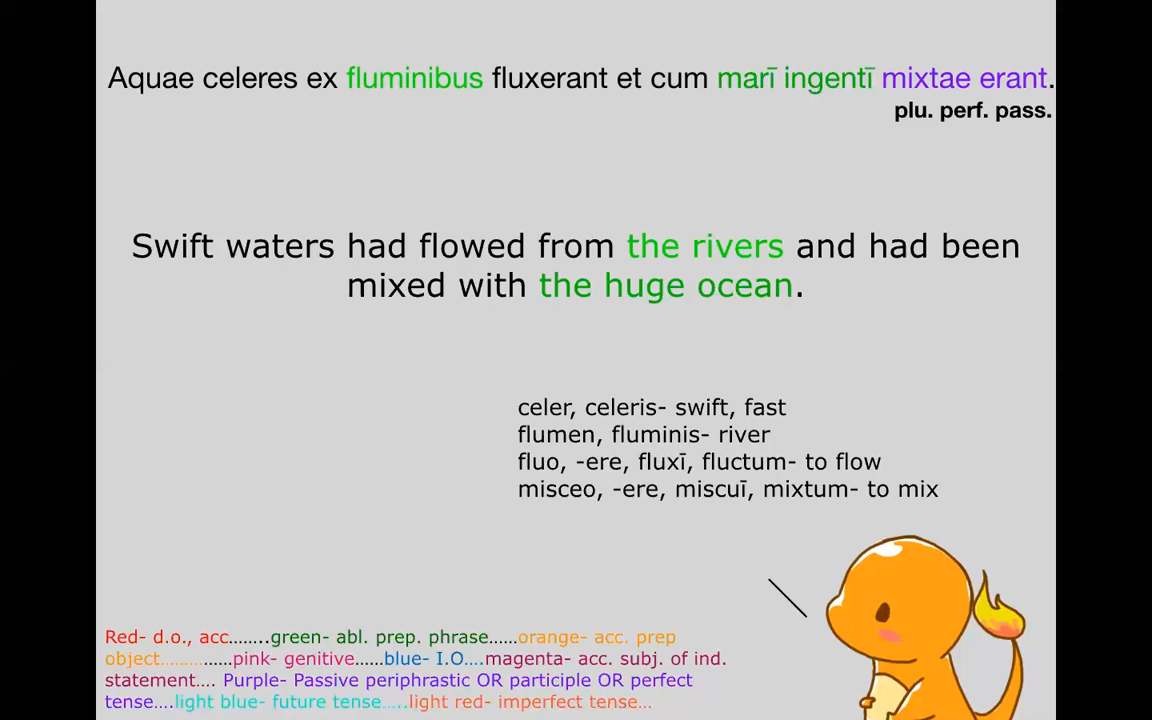 Aquae celeres ex fluminibus fluxerant et cum marī ingentī mixtae erant.
plu. perf. pass.
Swift waters had flowed from the rivers and had been
mixed with the huge ocean.
celer, celeris- swift, fast
flumen, fluminis- river
fluo, -ere, fluxī, fluctum- to flow
misceo, -ere, miscuī, mixtum- to mix
Red- d.o., acc……..green- abl. prep. phrase……orange- acc. prep
object……………pink- genitive……blue- I.O….magenta- acc. subj. of ind.
statement…. Purple- Passive periphrastic OR participle OR perfect
tense….light blue- future tense…..light red- imperfect tense…